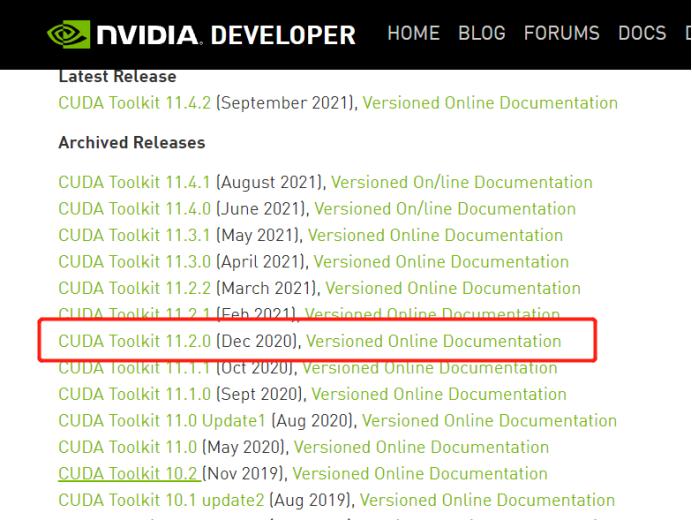 NVIDIA. DEVELOPER HOME BLOG FORUMS DOCS
Latest Release
CUDA Toolkit 11.4.2 (September 2021), Versioned Online Documentation
Archived Releases
CUDA Toolkit 11.4.1 (August 2021), Versioned On/line Documentation
CUDA Toolkit 11.4.0 (June 2021), Versioned On/line Documentation
CUDA Toolkit 11.3.1 (May 2021), Versioned Online Documentation
CUDA Toolkit 11.3.0 (April 2021), Versioned Online Documentation
CUDA Toolkit 11.2.2 (March 2021), Versioned Online Documentation
CUDA Toolkit 11.2.1 (Feb 2021), Versioned Online Documentation
CUDA Toolkit 11.2.0 (Dec 2020), Versioned Online Documentation
CUDA Toolkit 11.1.1 (Oct 2020), Versioned Online Documentation
CUDA Toolkit 11.1.0 (Sept 2020), Versioned Online Documentation
CUDA Toolkit 11.0 Update1 (Aug 2020), Versioned Online Documentation
CUDA Toolkit 11.0 (May 2020), Versioned Online Documentation
CUDA Toolkit 10.2 (Nov 2019), Versioned Online Documentation
CUDA Toolkit 10.1 update2 (Aug 2019), Versioned Online Documentation